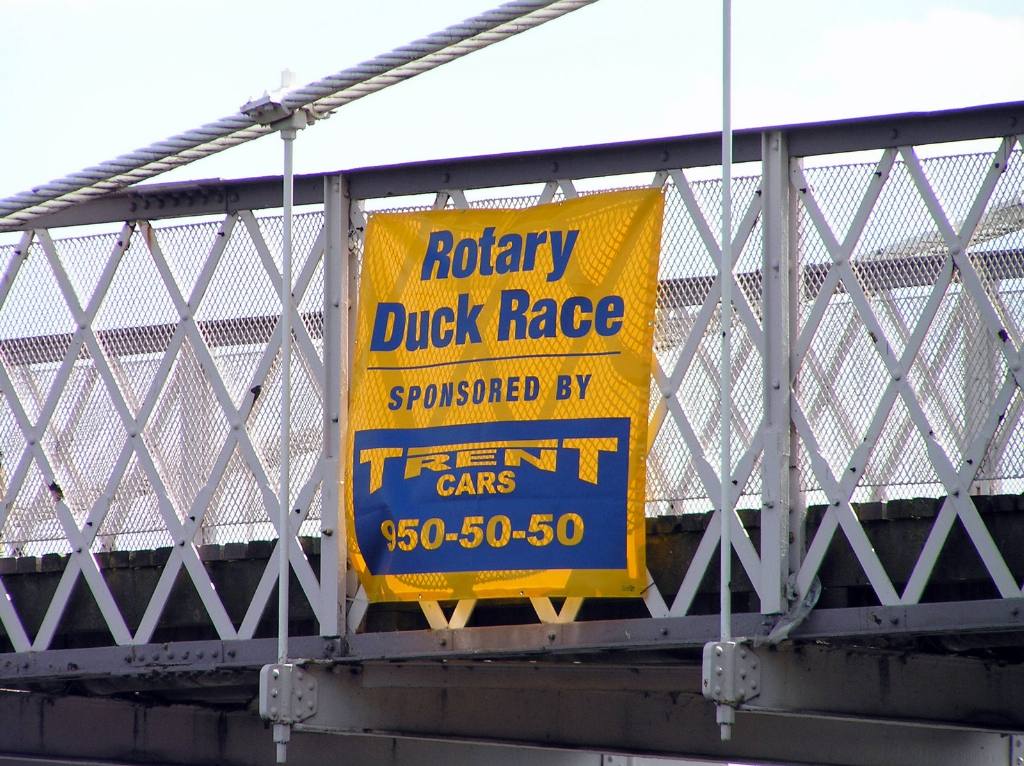 Rotary
Duck Race
SPONSORED BY
TRENT
CARS
950-50-50